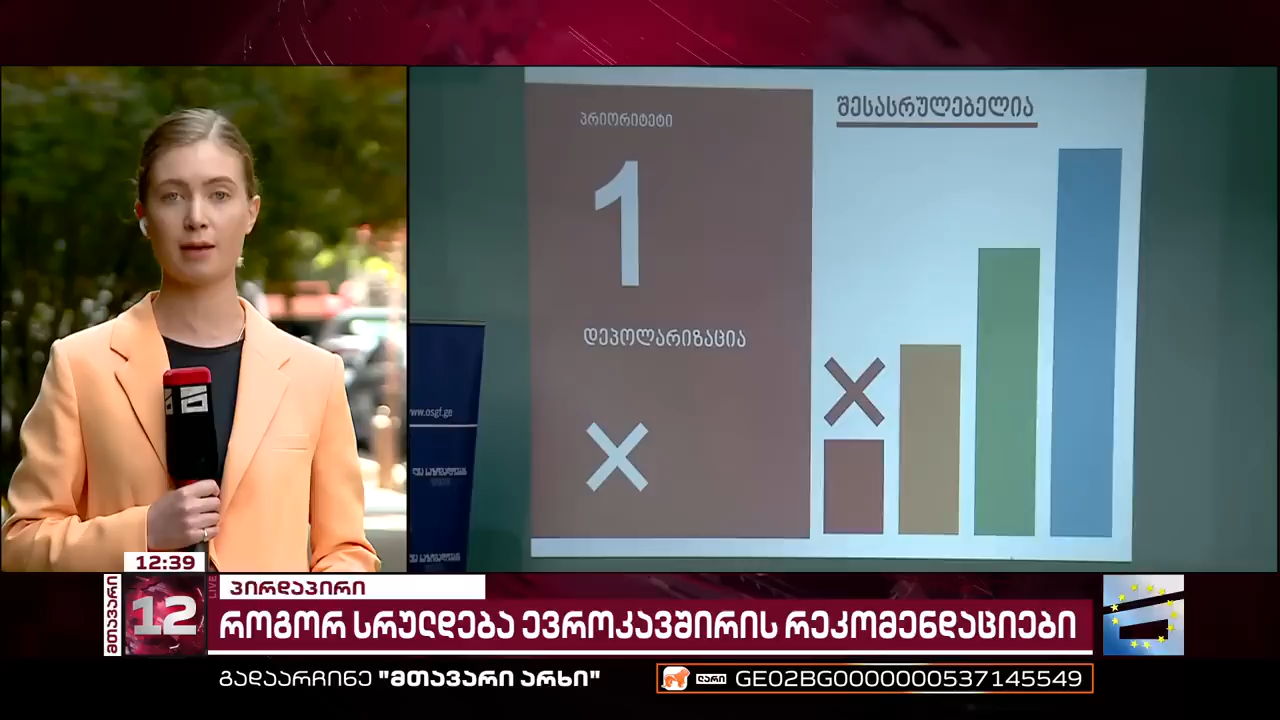 პრიორიტეტი
1
დეპოლარიზაცია
შესასრულებელია
www.osgf.ge
12:39
მთავარი
12
LIVE
პირდაპირი
როგორ სრულდება ევროკავშირის რეკომენდაციები
გადაარჩინე "მთავარი არხი"
ლარი
GE02BG0000000537145549